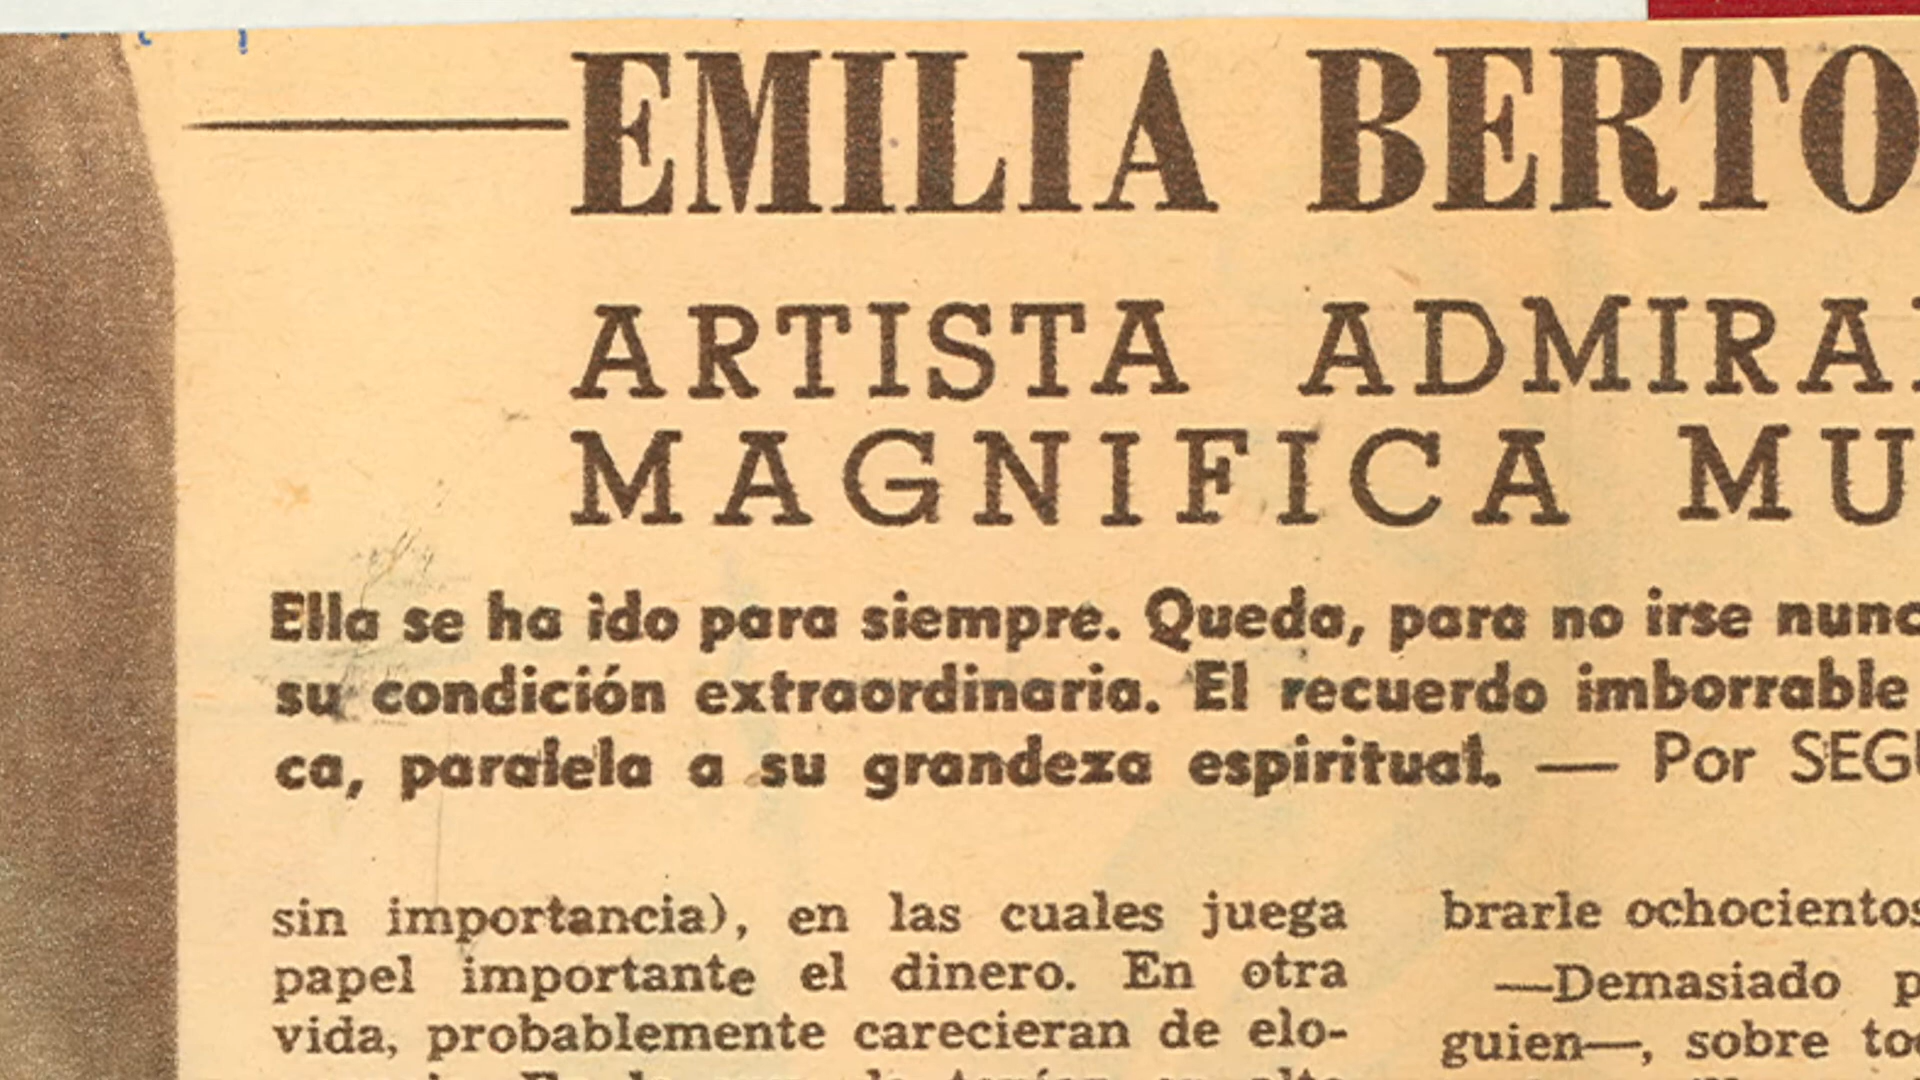 EMILIA BERTO
ARTISTA ADMIRA
MAGNIFICA MU
Ella se ha ido para siempre. Queda, para no irse nunc
su condición extraordinaria. El recuerdo imborrable
ca, paralela a su grandeza espiritual. — Por SEGU
sin importancia), en las cuales juega
papel importante el dinero. En otra
vida, probablemente carecieran de elo-
brarle ochocientos
—Demasiado p
guien—, sobre to